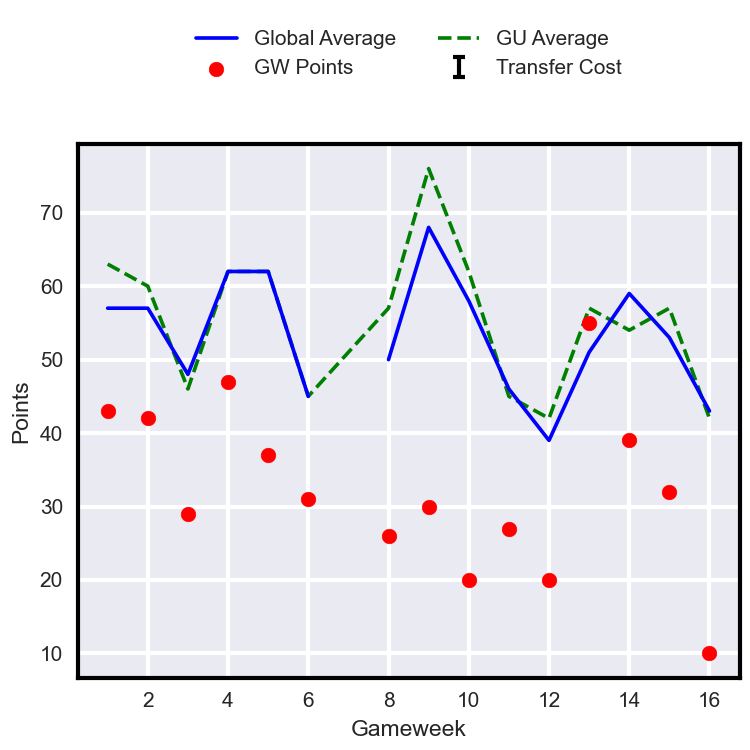 Global Average
GU Average
GW Points
Transfer Cost
70
60
50
40
30
20
10
Points
2 4 6 8 10 12 14 16
Gameweek